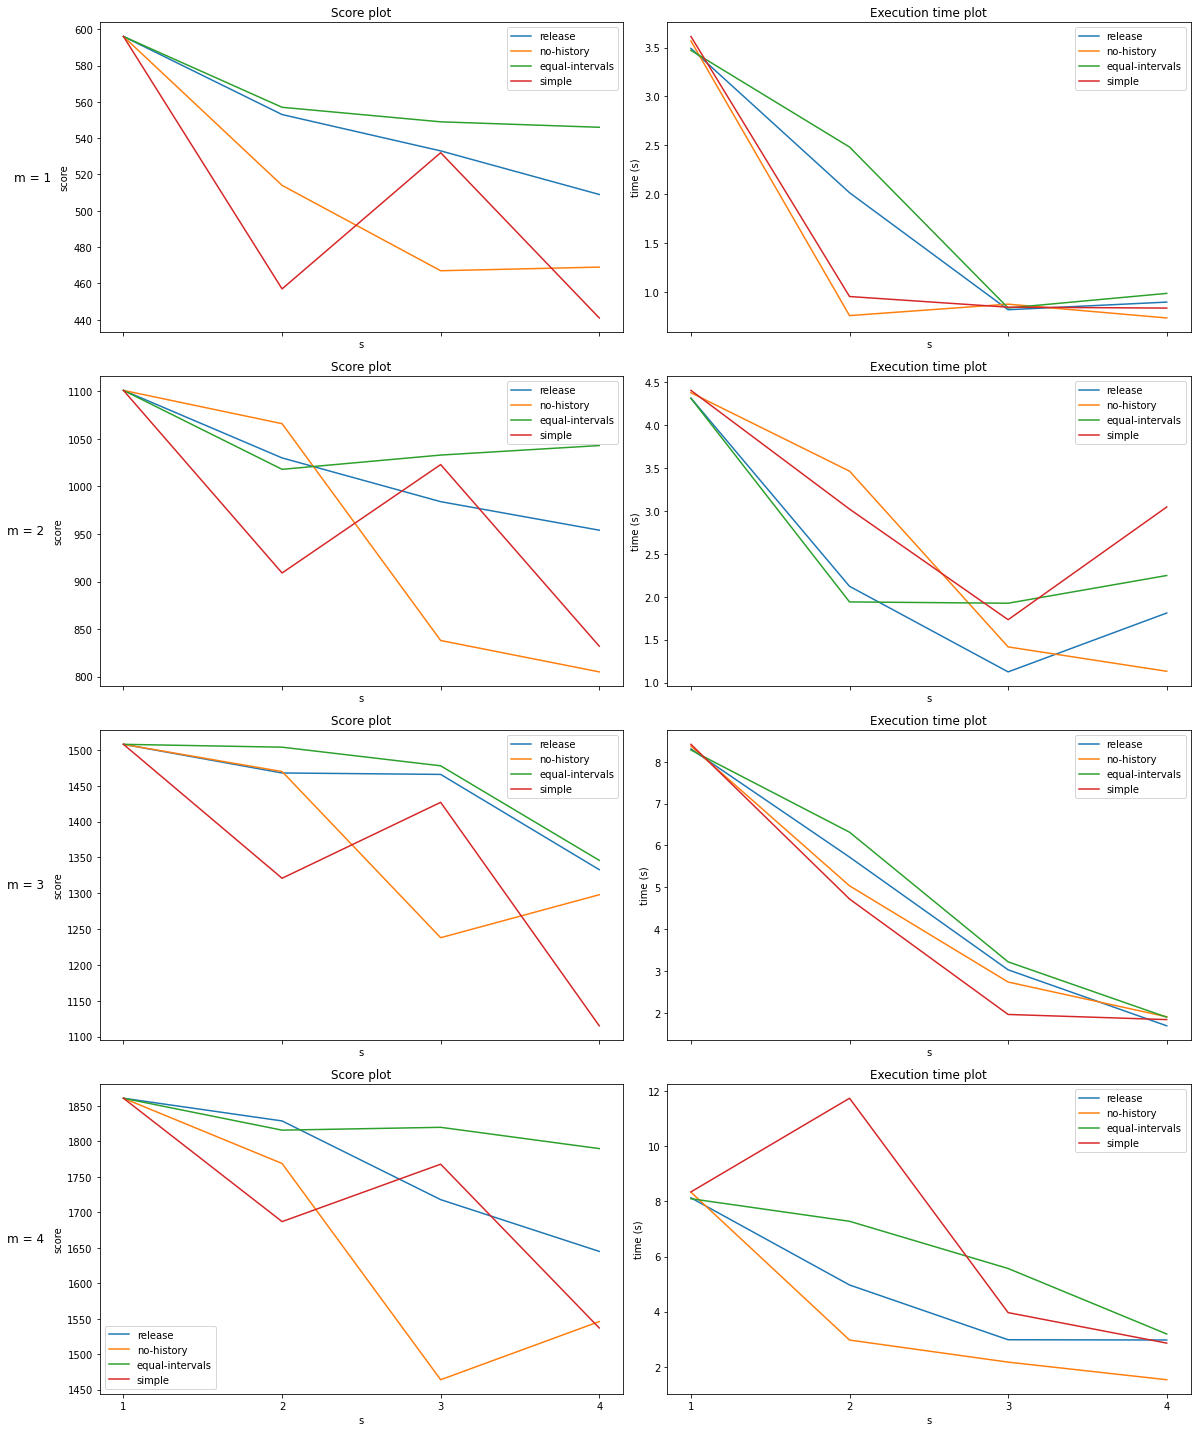 Score plot
600
580
560
540
520
500
480
460
440
score
m = 1
s
release
no-history
equal-intervals
simple
Execution time plot
3.5
3.0
2.5
2.0
1.5
1.0
time (s)
s
release
no-history
equal-intervals
simple
Score plot
1100
1050
1000
950
900
850
800
score
m = 2
s
release
no-history
equal-intervals
simple
Execution time plot
4.5
4.0
3.5
3.0
2.5
2.0
1.5
1.0
time (s)
s
release
no-history
equal-intervals
simple
Score plot
1500
1450
1400
1350
1300
1250
1200
1150
1100
score
m = 3
s
release
no-history
equal-intervals
simple
Execution time plot
8
7
6
5
4
3
2
time (s)
s
release
no-history
equal-intervals
simple
Score plot
1850
1800
1750
1700
1650
1600
1550
1500
1450
score
m = 4
release
no-history
equal-intervals
simple
1 2 3 4
s
Execution time plot
12
10
8
6
4
2
time (s)
release
no-history
equal-intervals
simple
1 2 3 4
s